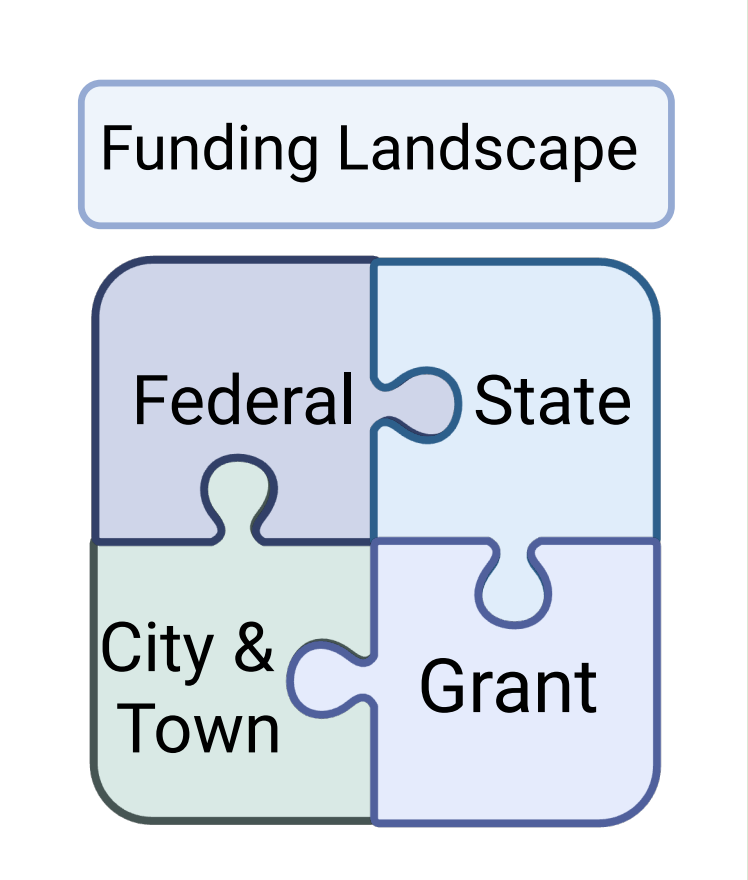 Funding Landscape
Federal
State
City &
Town
Grant